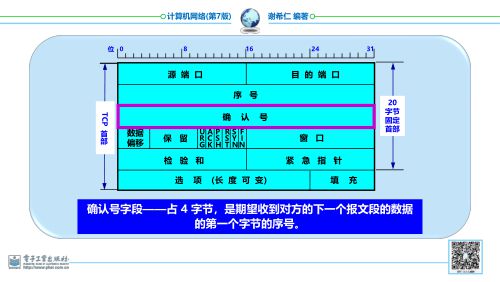 计算机网络(第7版) 谢希仁 编著
位 0 8 16 24 31
源 端 口 目 的 端 口
序 号
确 认 号
数据
偏移
保 留
U A P R S F
R C S S Y I
G K H T N N
窗 口
检 验 和 紧 急 指 针
选 项 (长 度 可 变) 填 充
TCP 首部
20
字节
固定
首部
确认号字段——占 4 字节，是期望收到对方的下一个报文段的数据
的第一个字节的序号。
电子工业出版社
http://www.phei.com.cn